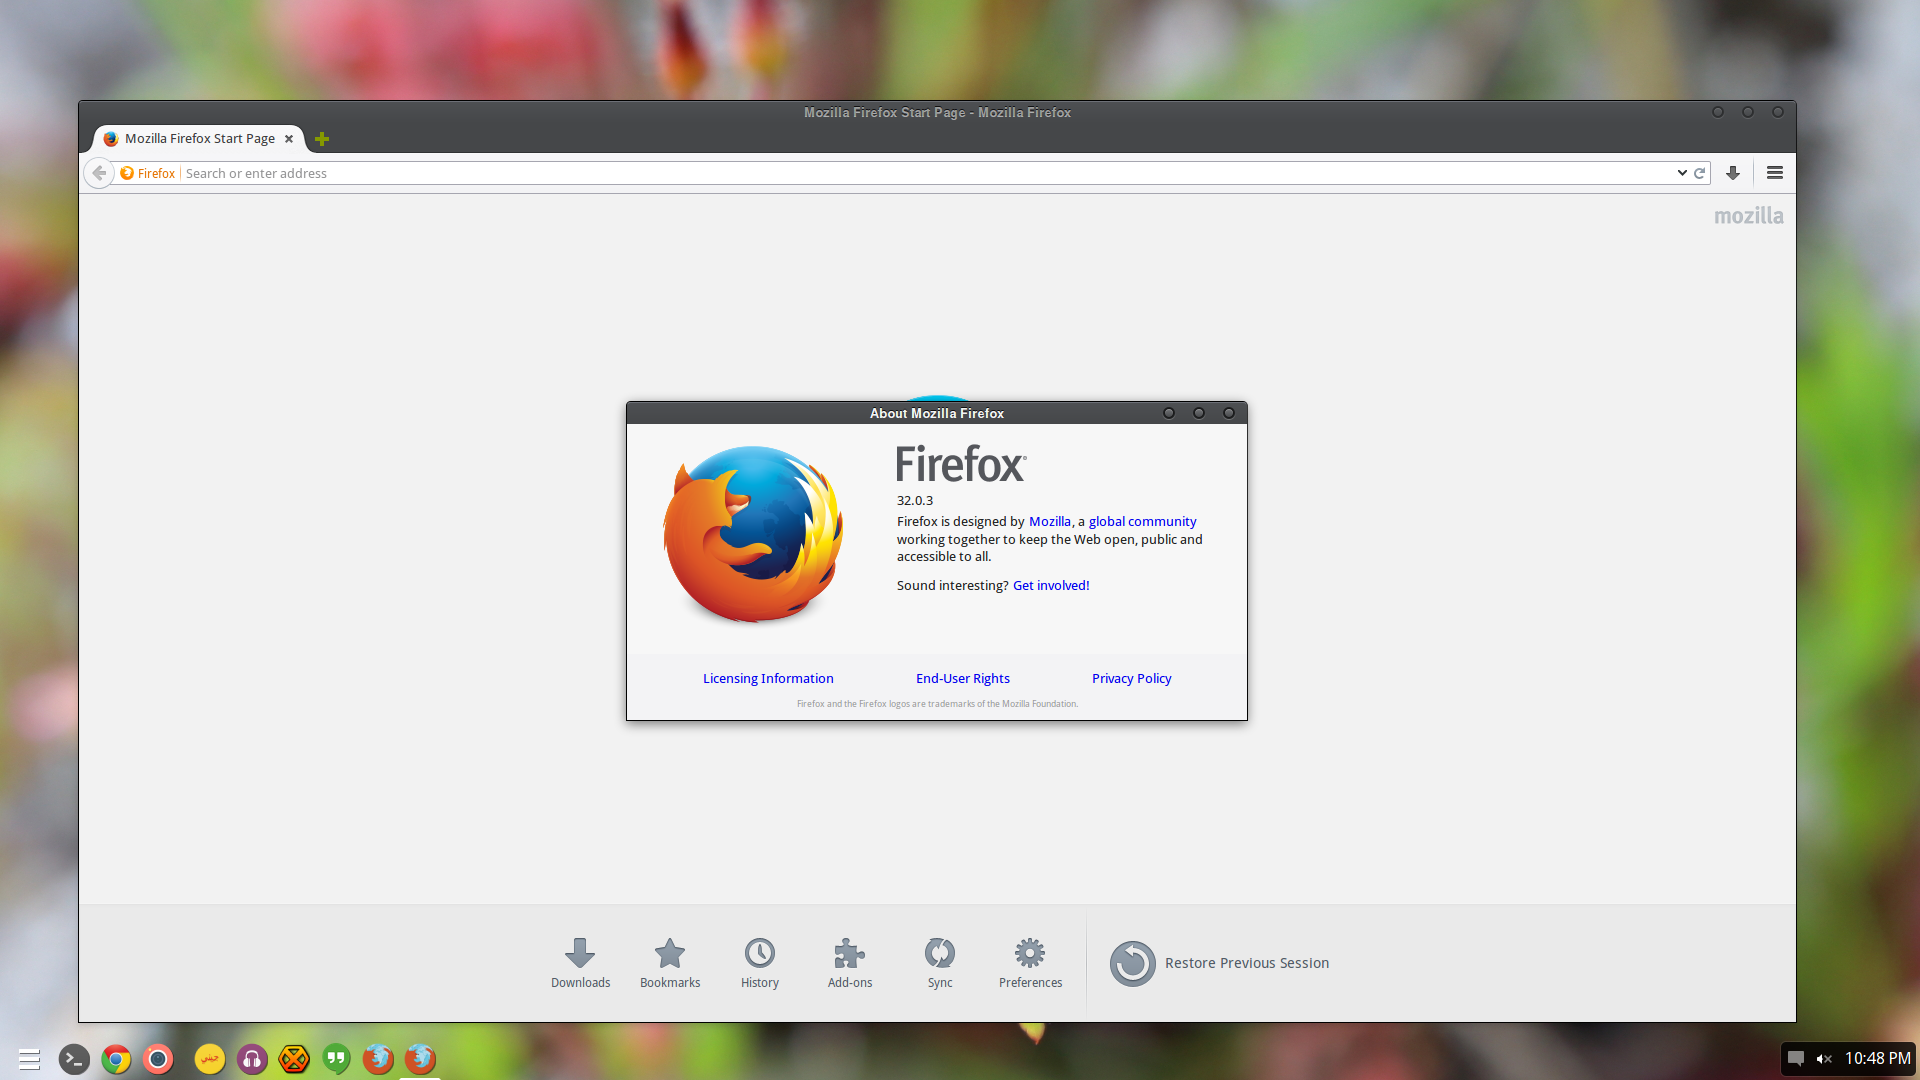 Mozilla Firefox Start Page - Mozilla Firefox
Mozilla Firefox Start Page
Firefox Search or enter address
mozilla
About Mozilla Firefox
Firefox
32.0.3
Firefox is designed by Mozilla, a global community
working together to keep the Web open, public and
accessible to all.
Sound interesting? Get involved!
Licensing Information End-User Rights Privacy Policy
Firefox and the Firefox logos are trademarks of the Mozilla Foundation.
Downloads Bookmarks History Add-ons Sync Preferences Restore Previous Session
10:48 PM